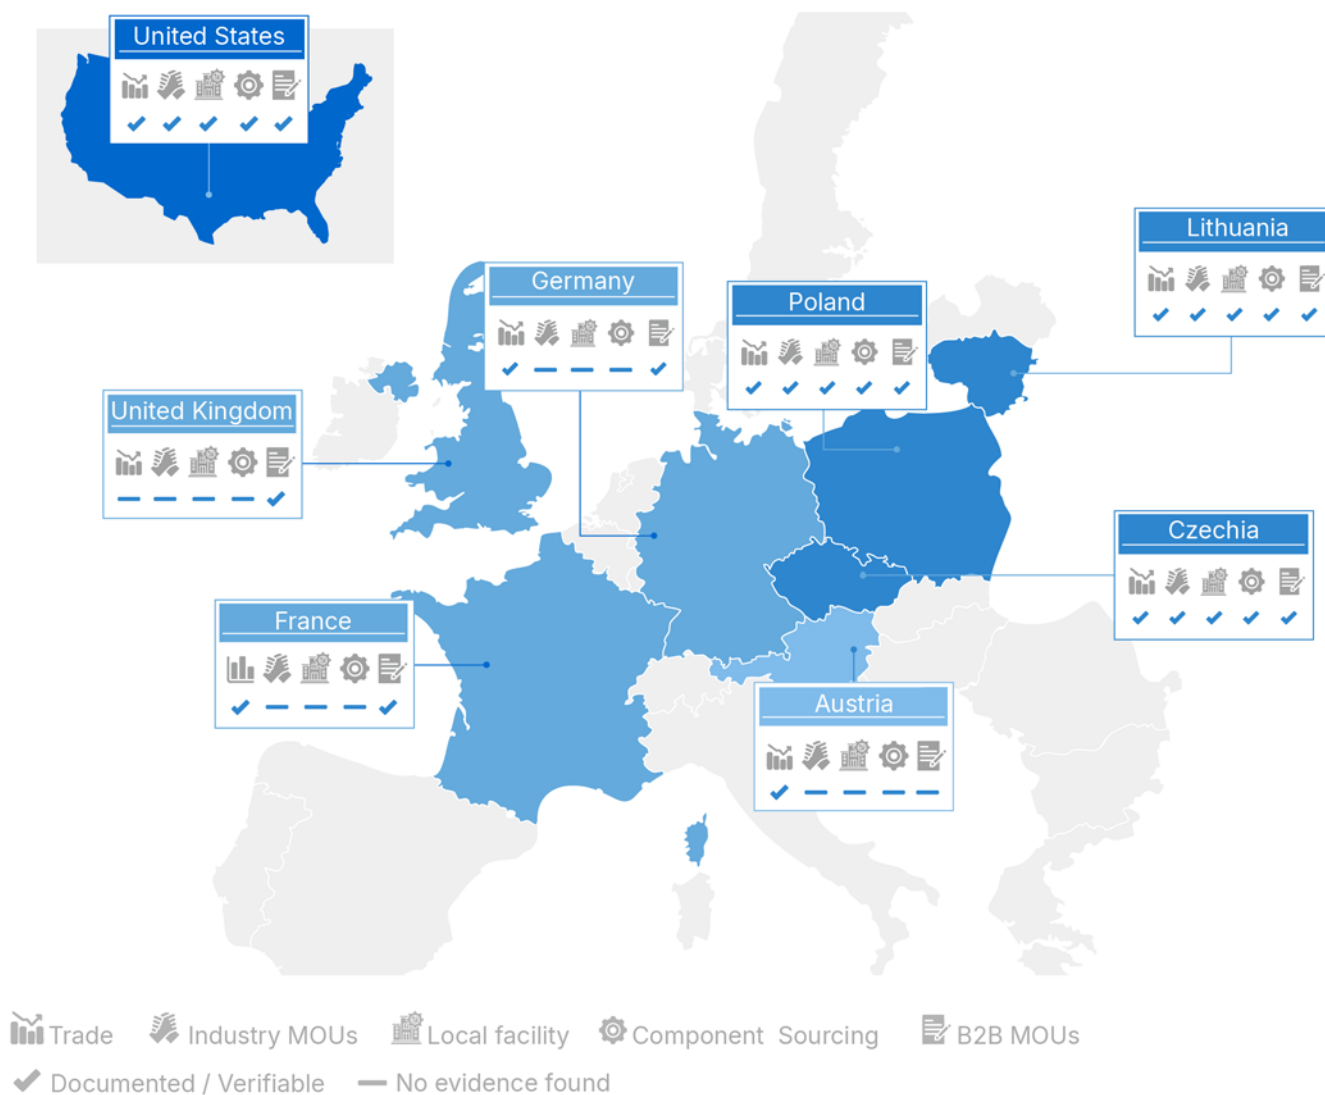 United States
Lithuania
Germany
Poland
United Kingdom
Czechia
France
Austria
Trade
Industry MOUs
Local facility
Component Sourcing
B2B MOUs
Documented / Verifiable
No evidence found